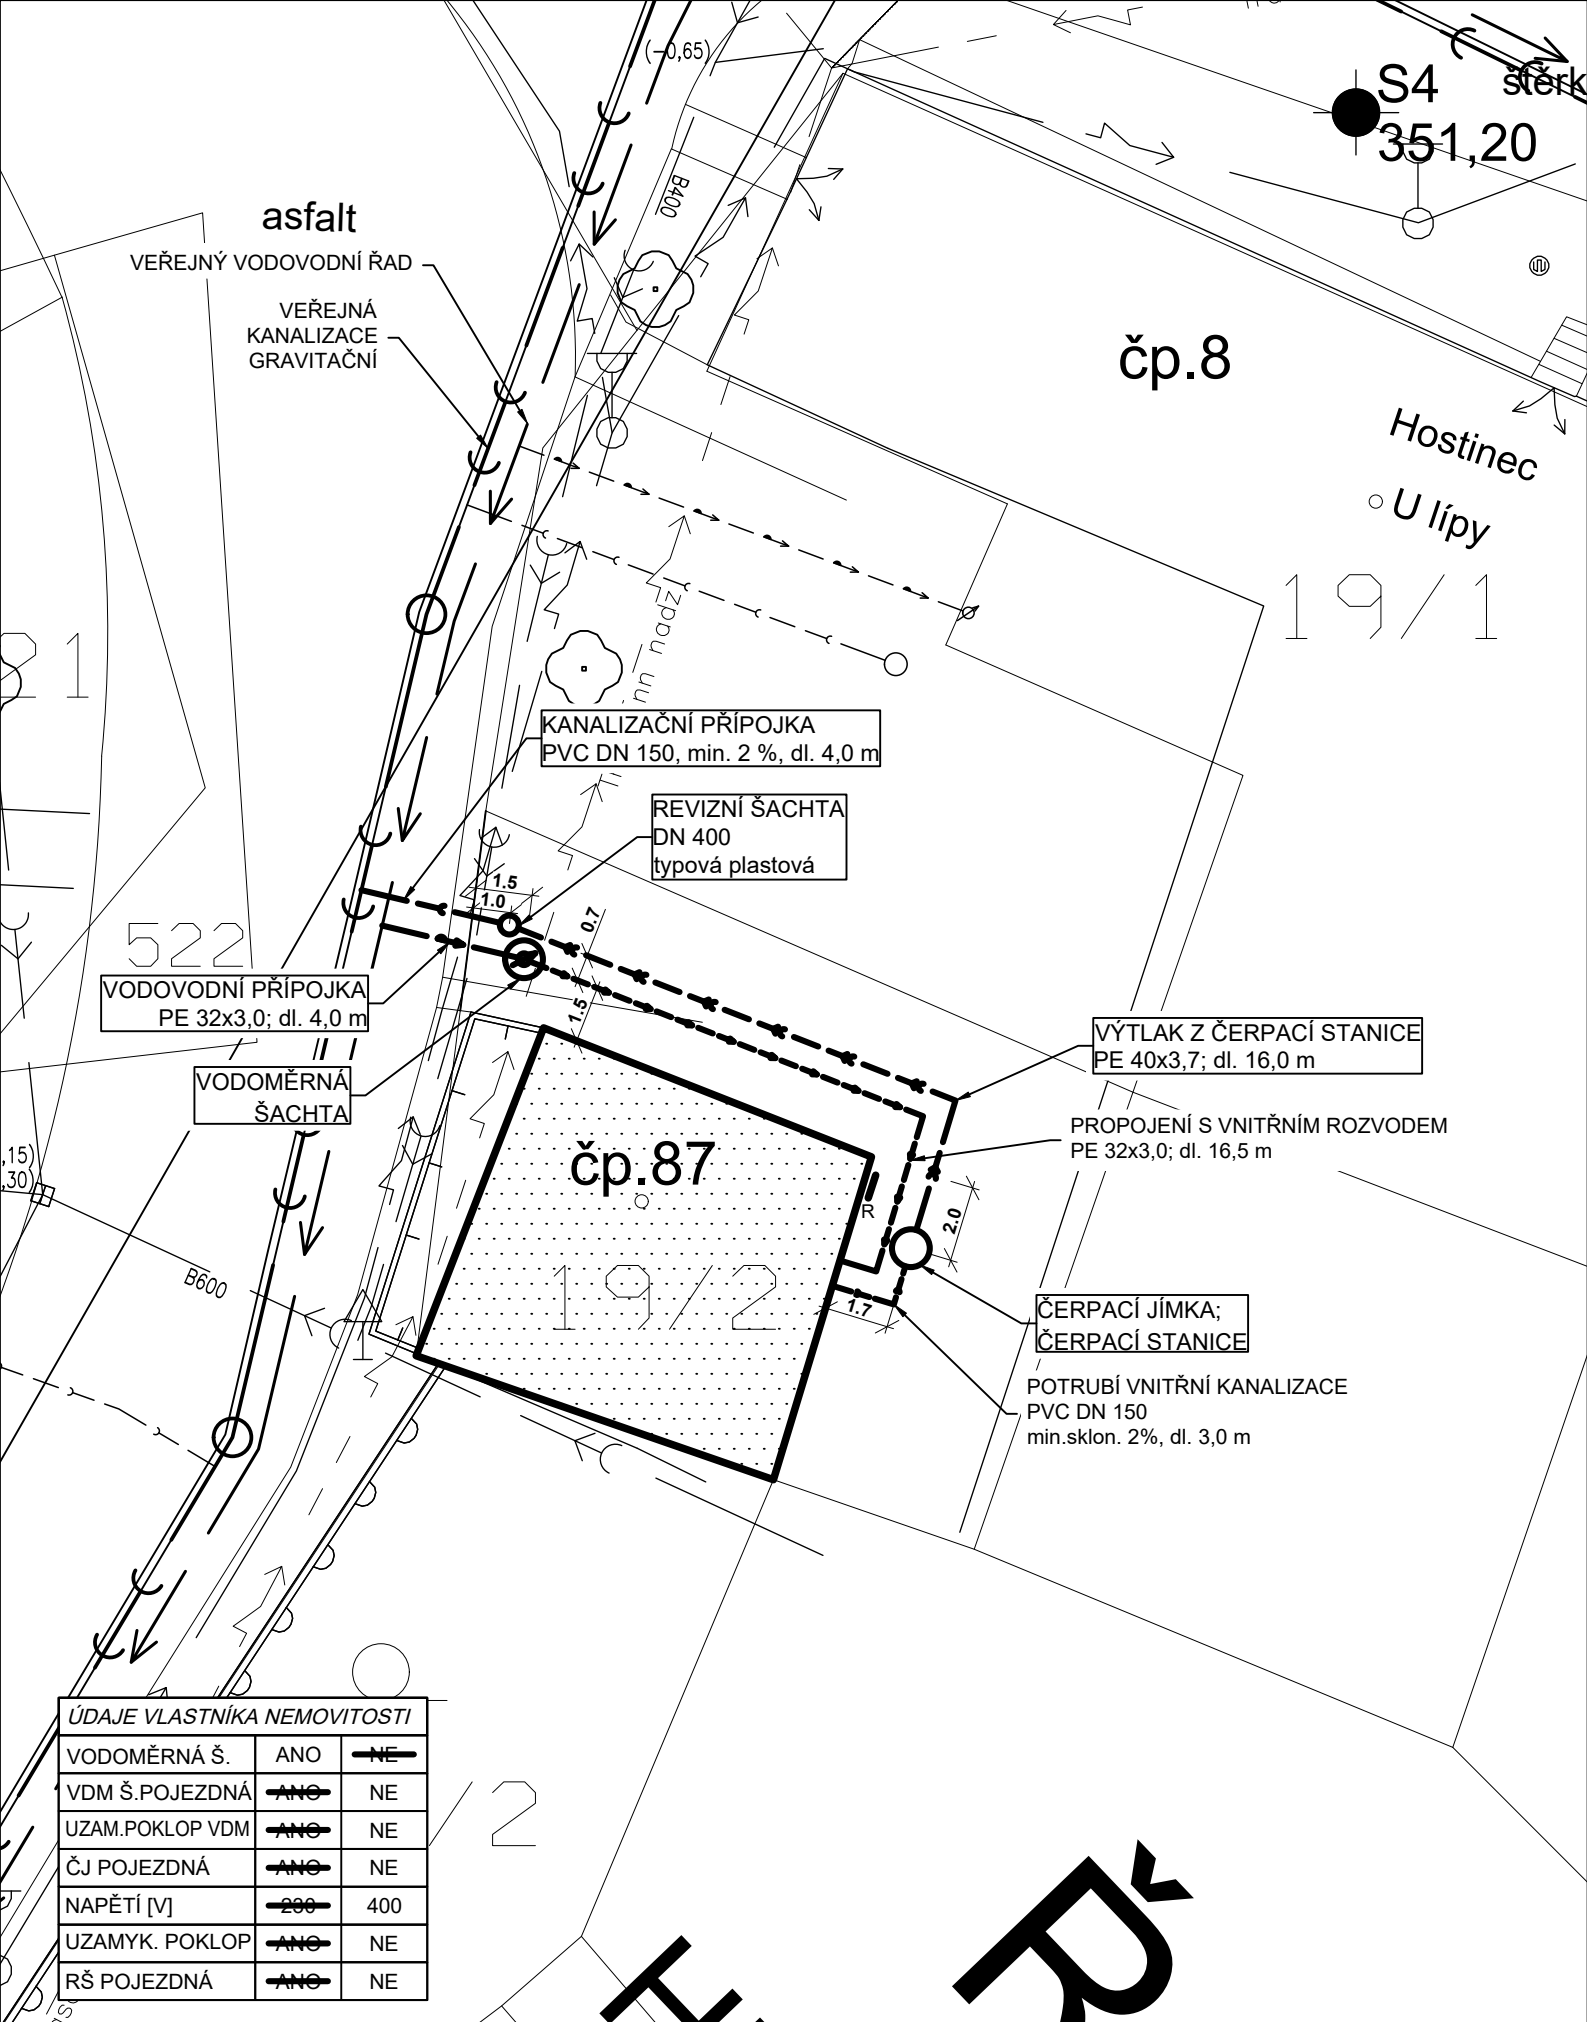 (-0,65)
S4
štěrk
351,20
B400
asfalt
VEŘEJNÝ VODOVODNÍ ŘAD
VEŘEJNÁ
KANALIZACE
GRAVITAČNÍ
čp.8
Hostinec
U lípy
19/1
21
nn nadz
KANALIZAČNÍ PŘÍPOJKA
PVC DN 150, min. 2 %, dl. 4,0 m
REVIZNÍ ŠACHTA
DN 400
typová plastová
1.5
1.0
0.7
522
VODOVODNÍ PŘÍPOJKA
PE 32x3,0; dl. 4,0 m
1.5
VÝTLAK Z ČERPACÍ STANICE
PE 40x3,7; dl. 16,0 m
VODOMĚRNÁ
ŠACHTA
PROPOJENÍ S VNITŘNÍM ROZVODEM
PE 32x3,0; dl. 16,5 m
,15)
,30)
čp.87
R
2.0
B600
19/2
1.7
ČERPACÍ JÍMKA;
ČERPACÍ STANICE
POTRUBÍ VNITŘNÍ KANALIZACE
PVC DN 150
min.sklon. 2%, dl. 3,0 m
ÚDAJE VLASTNÍKA NEMOVITOSTI
VODOMĚRNÁ Š. ANO NE
VDM Š.POJEZDNÁ ANO NE
UZAM.POKLOP VDM ANO NE
ČJ POJEZDNÁ ANO NE
NAPĚTÍ [V] 230 400
UZAMYK. POKLOP ANO NE
RŠ POJEZDNÁ ANO NE
/2
Ř